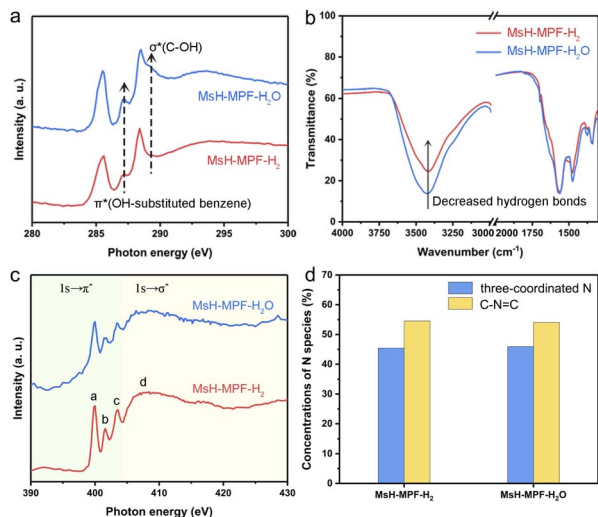 a
σ*(C-OH)
MsH-MPF-H₂O
MsH-MPF-H₂
π*(OH-substituted benzene)
Intensity (a. u.)
280 285 290 295 300
Photon energy (eV)
b
MsH-MPF-H₂
MsH-MPF-H₂O
Decreased hydrogen bonds
Transmittance (%)
100
80
60
40
20
0
4000 3500 3000 2000 1500
Wavenumber (cm⁻¹
c
1s→π*
1s→σ*
MsH-MPF-H₂O
MsH-MPF-H₂
a
b
c
d
Intensity (a. u.)
390 400 410 420 430
Photon energy (eV)
d
three-coordinated N
C-N=C
Concentrations of N species (%)
80
70
60
50
40
30
20
10
0
MsH-MPF-H₂ MsH-MPF-H₂O